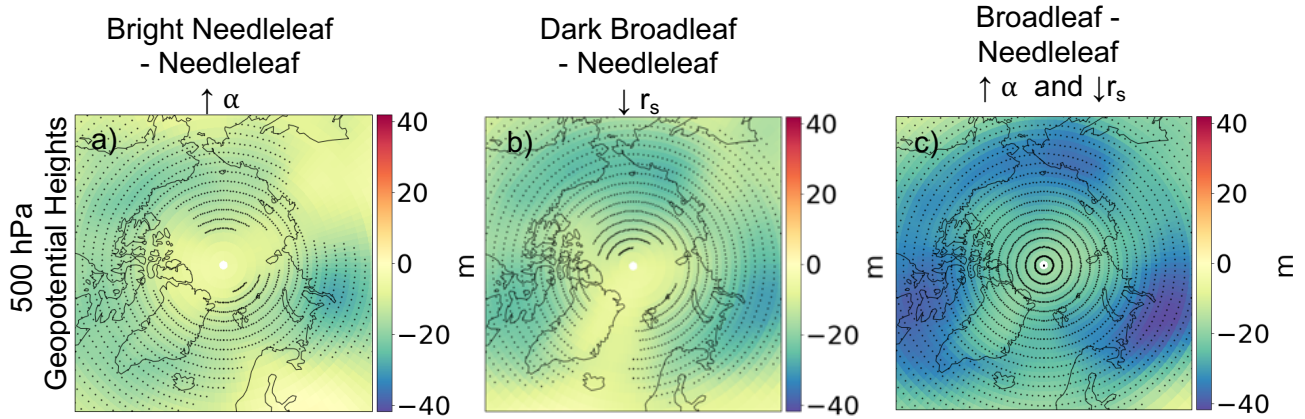 Bright Needleleaf
- Needleleaf
↑ α
Dark Broadleaf
- Needleleaf
↓ rs
Broadleaf -
Needleleaf
↑ α and ↓rs
500 hPa
Geopotential Heights
a)
40
20
0
−20
−40
m
b)
40
20
0
−20
−40
m
c)
40
20
0
−20
−40
m